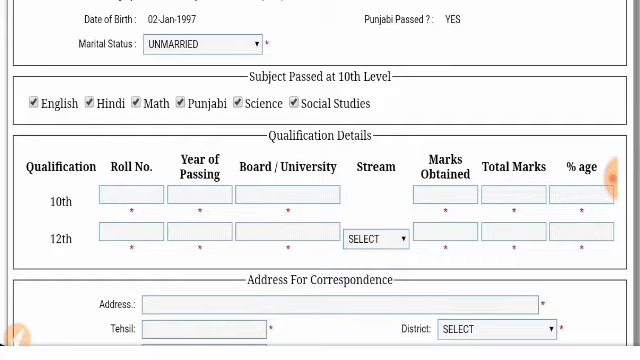 Date of Birth : 02-Jan-1997 Punjabi Passed ? : YES
Marital Status : UNMARRIED *
Subject Passed at 10th Level
English Hindi Math Punjabi Science Social Studies
Qualification Details
Qualification Roll No. Year of Passing Board / University Stream Marks Obtained Total Marks % age
10th
* * * * * *
12th SELECT
* * * * * *
Address For Correspondence
Address.: *
Tehsil: * District: SELECT *